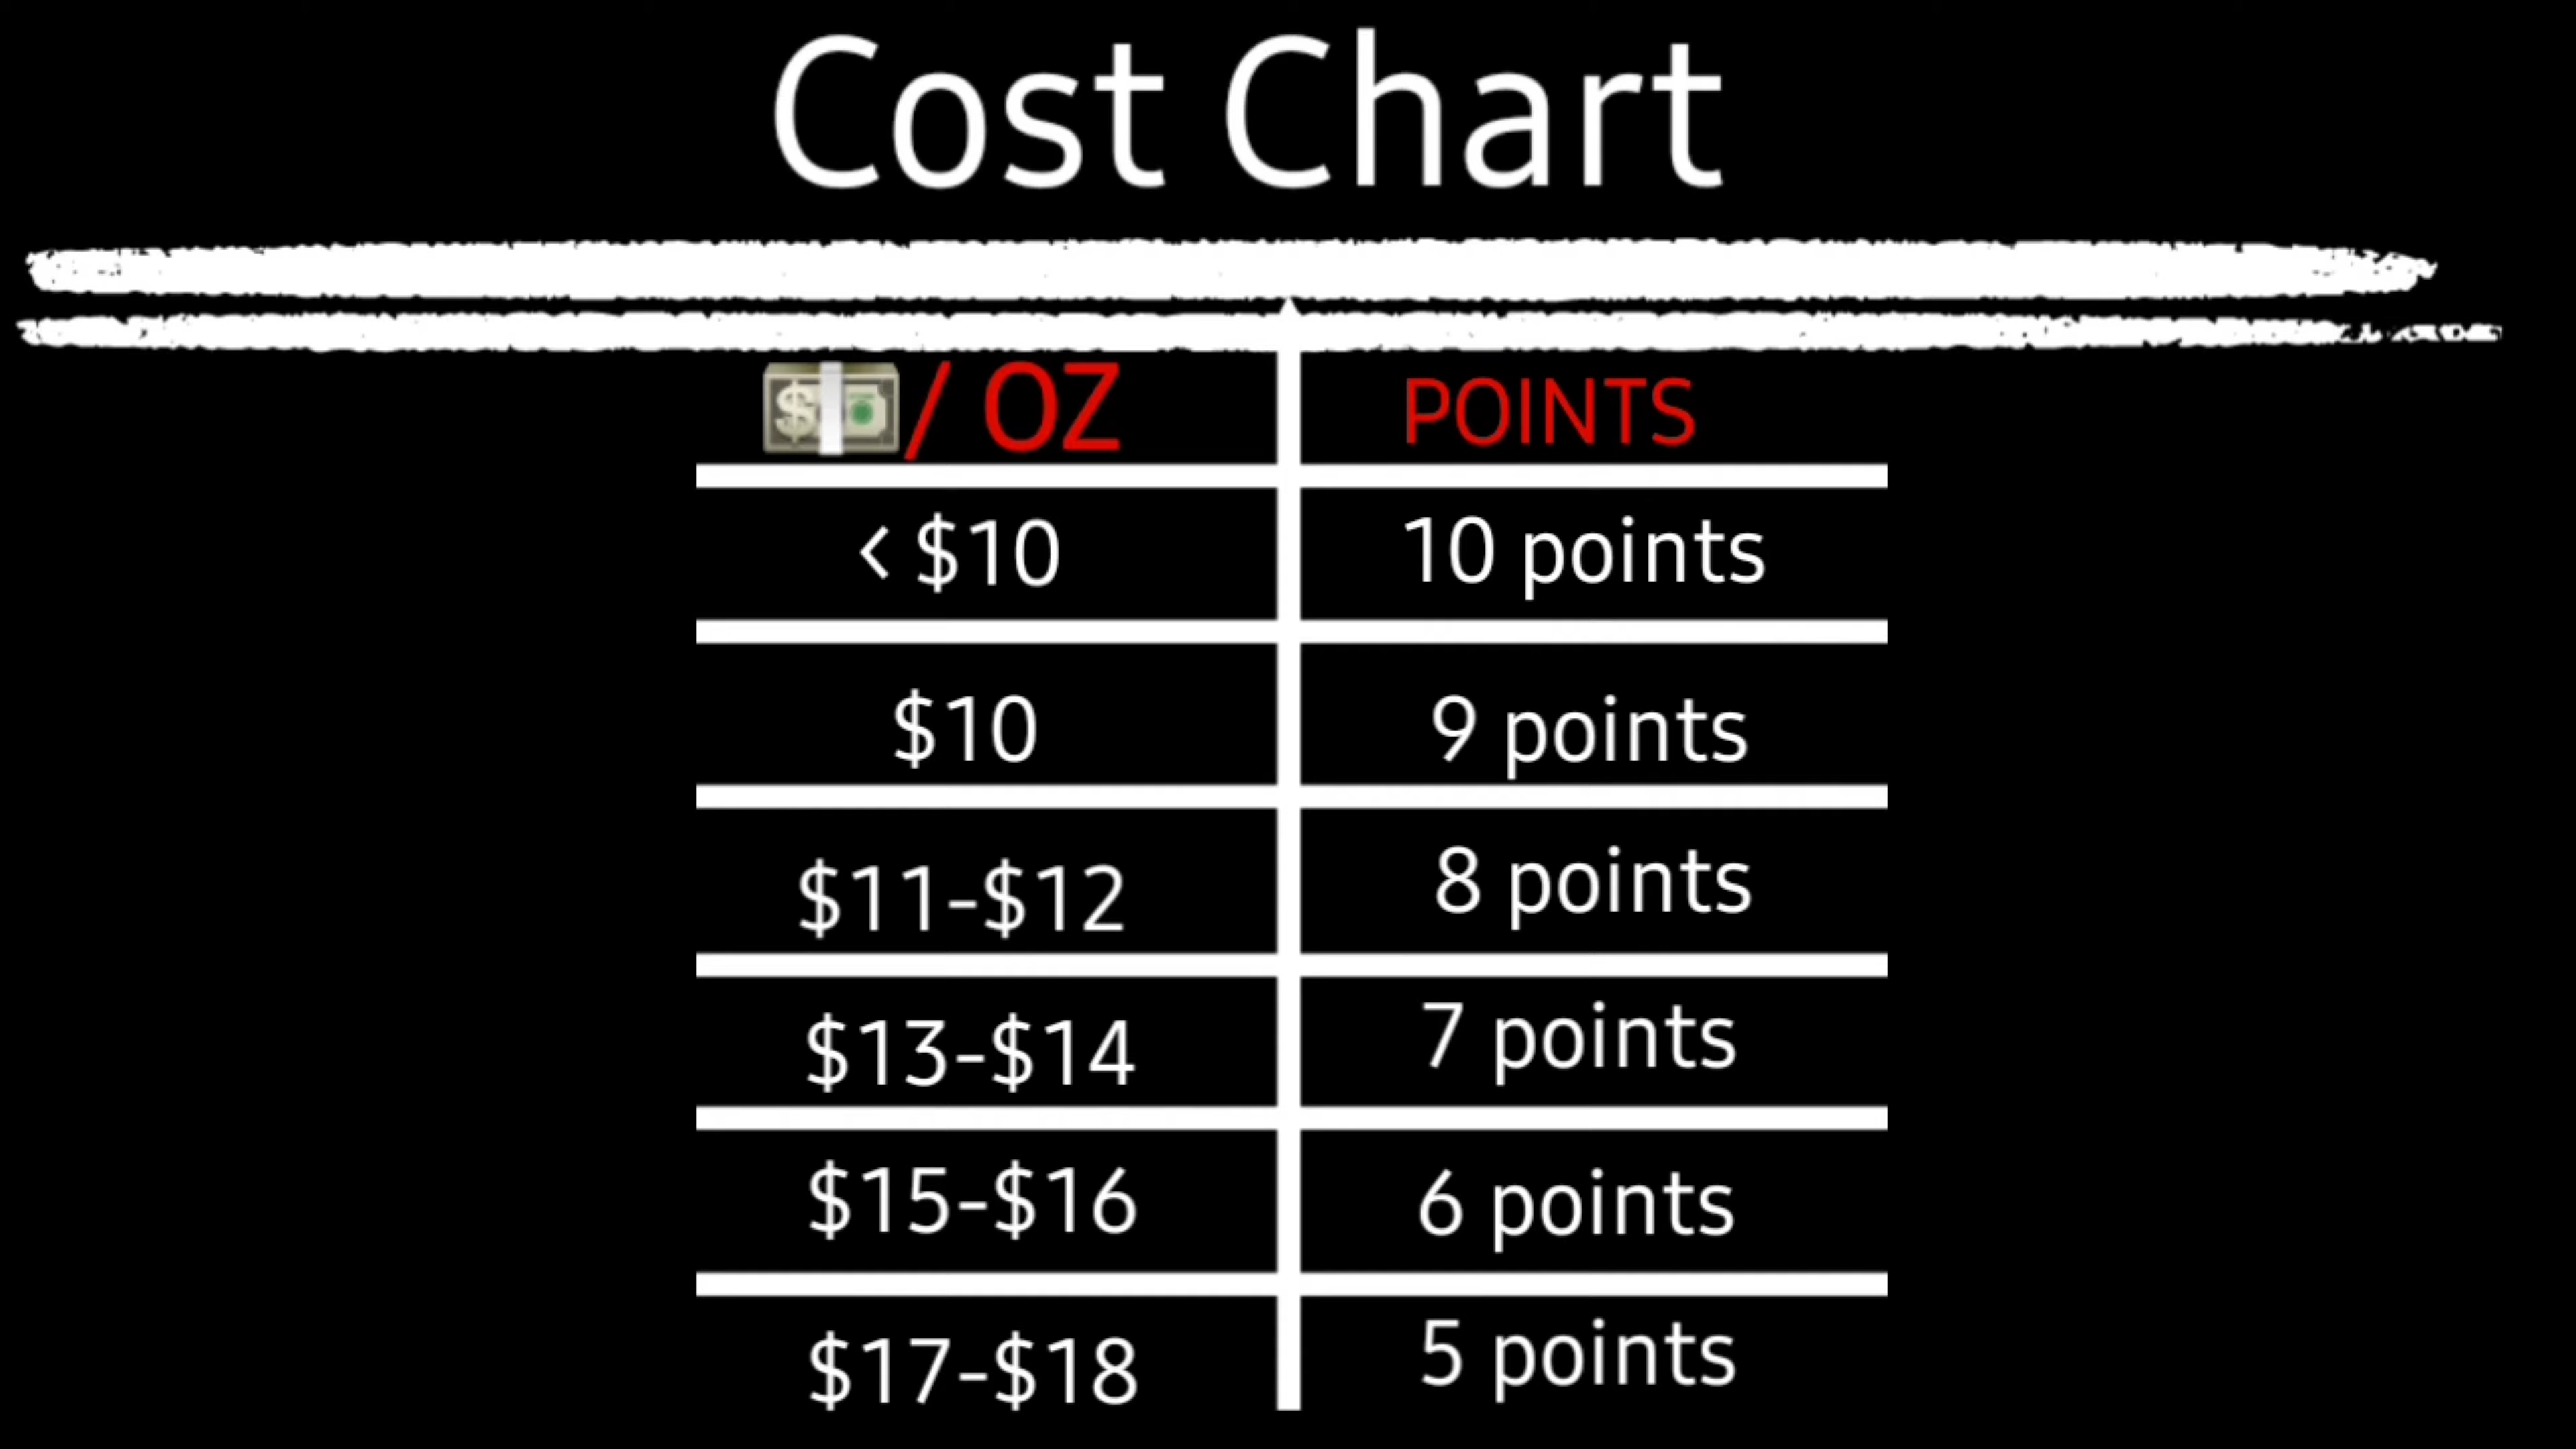 Cost Chart
💵/ OZ POINTS
< $10 10 points
$10 9 points
$11-$12 8 points
$13-$14 7 points
$15-$16 6 points
$17-$18 5 points